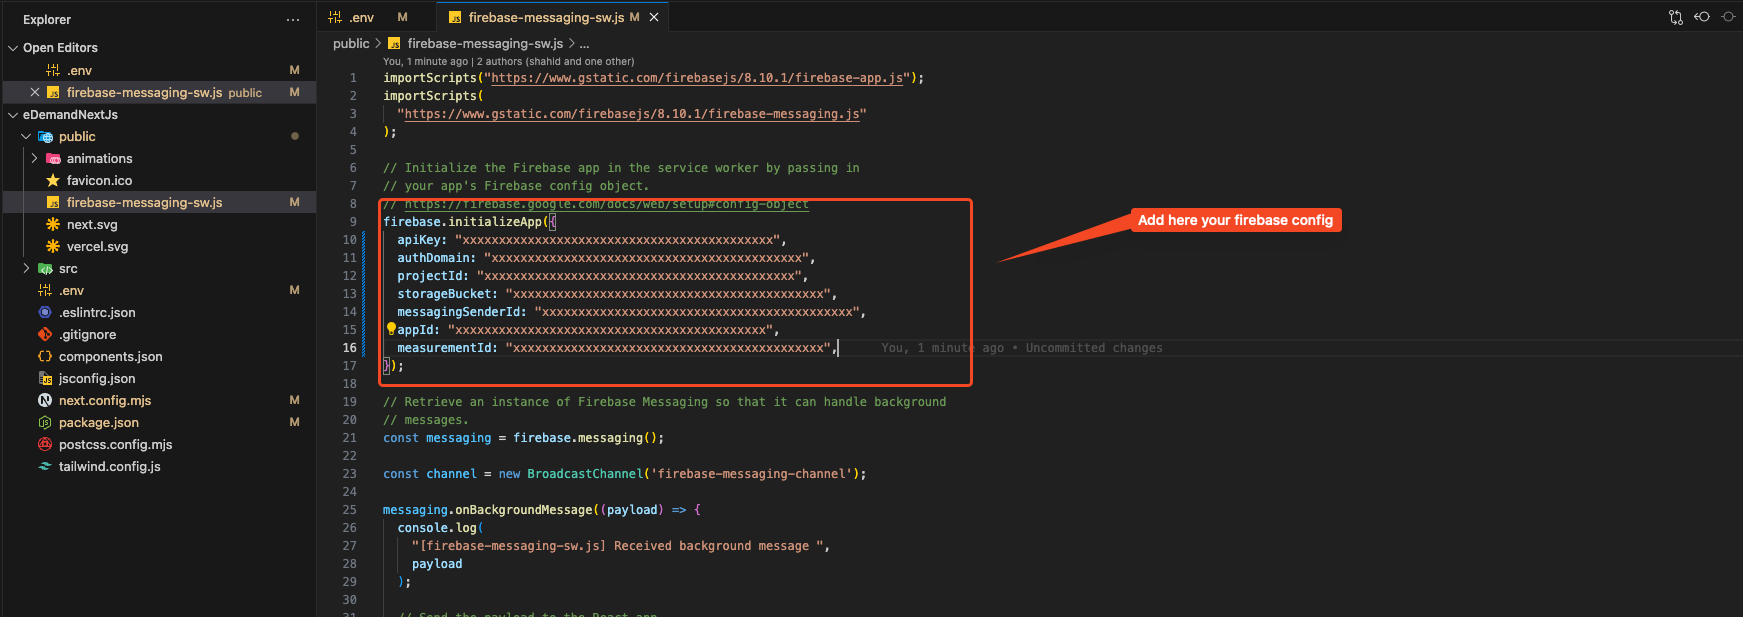 Explorer
Open Editors
.env M
firebase-messaging-sw.js public M
eDemandNextJs
public
animations
favicon.ico
firebase-messaging-sw.js M
next.svg
vercel.svg
src
.env M
.eslintrc.json
.gitignore
components.json
jsconfig.json
next.config.mjs M
package.json M
postcss.config.mjs
tailwind.config.js
.env M
firebase-messaging-sw.js M
public > firebase-messaging-sw.js > ...
You, 1 minute ago | 2 authors (shahid and one other)
1 importScripts("https://www.gstatic.com/firebasejs/8.10.1/firebase-app.js");
2 importScripts(
3 "https://www.gstatic.com/firebasejs/8.10.1/firebase-messaging.js"
4 );
5
6 // Initialize the Firebase app in the service worker by passing in
7 // your app's Firebase config object.
8 // https://firebase.google.com/docs/web/setup#config-object
9 firebase.initializeApp({
10 apiKey: "xxxxxxxxxxxxxxxxxxxxxxxxxxxxxxxxxxxxxxxxxxx",
11 authDomain: "xxxxxxxxxxxxxxxxxxxxxxxxxxxxxxxxxxxxxxxxxxx",
12 projectId: "xxxxxxxxxxxxxxxxxxxxxxxxxxxxxxxxxxxxxxxxxxx",
13 storageBucket: "xxxxxxxxxxxxxxxxxxxxxxxxxxxxxxxxxxxxxxxxxxx",
14 messagingSenderId: "xxxxxxxxxxxxxxxxxxxxxxxxxxxxxxxxxxxxxxxxxxx",
15 appId: "xxxxxxxxxxxxxxxxxxxxxxxxxxxxxxxxxxxxxxxxxxx",
16 measurementId: "xxxxxxxxxxxxxxxxxxxxxxxxxxxxxxxxxxxxxxxxxxx", You, 1 minute ago • Uncommitted changes
17 });
18
19 // Retrieve an instance of Firebase Messaging so that it can handle background
20 // messages.
21 const messaging = firebase.messaging();
22
23 const channel = new BroadcastChannel('firebase-messaging-channel');
24
25 messaging.onBackgroundMessage((payload) => {
26 console.log(
27 "[firebase-messaging-sw.js] Received background message ",
28 payload
29 );
30
31 // Send the payload to the React app
Add here your firebase config